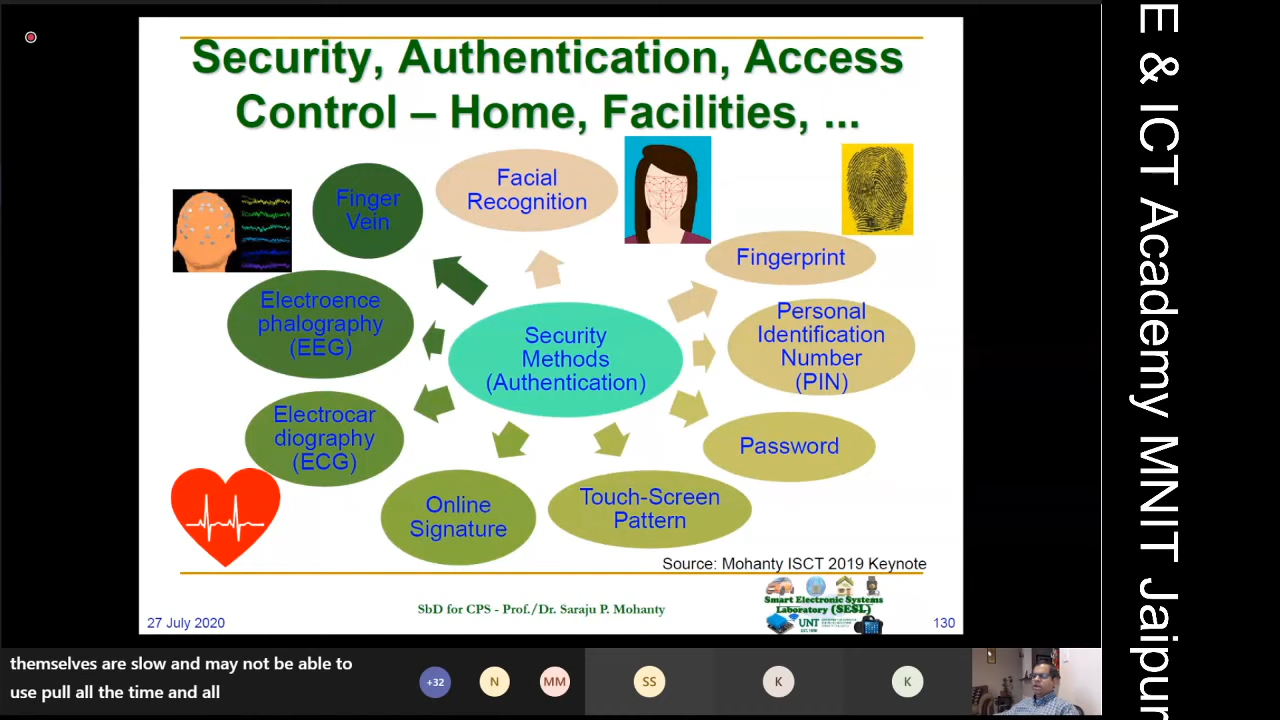 Security, Authentication, Access
Control – Home, Facilities, ...
Finger
Vein
Facial
Recognition
Fingerprint
Electroence
phalography
(EEG)
Security
Methods
(Authentication)
Personal
Identification
Number
(PIN)
Electrocar
diography
(ECG)
Password
Online
Signature
Touch-Screen
Pattern
Source: Mohanty ISCT 2019 Keynote
27 July 2020
SbD for CPS - Prof./Dr. Saraju P. Mohanty
Smart Electronic Systems
Laboratory (SESL)
UNT
130
themselves are slow and may not be able to
use pull all the time and all
+32
N
MM
SS
K
K
E & ICT Academy MNIT Jaipur